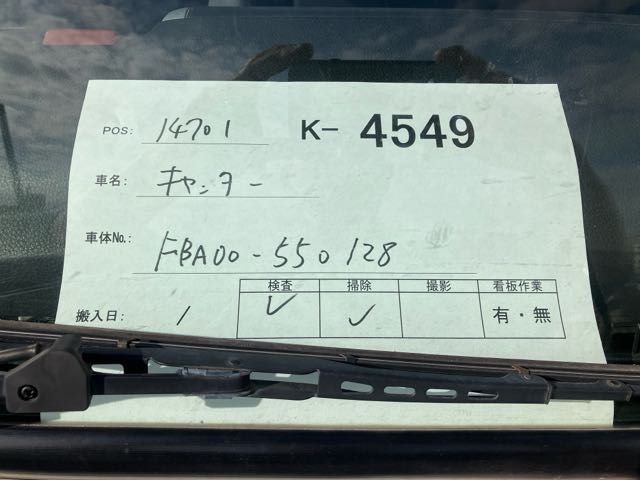 POS: 14701 K- 4549
車名: キャンター
車体No.: FBA00-550128
検査 掃除 撮影 看板作業
搬入日: 1 ✓ ✓ 有・無